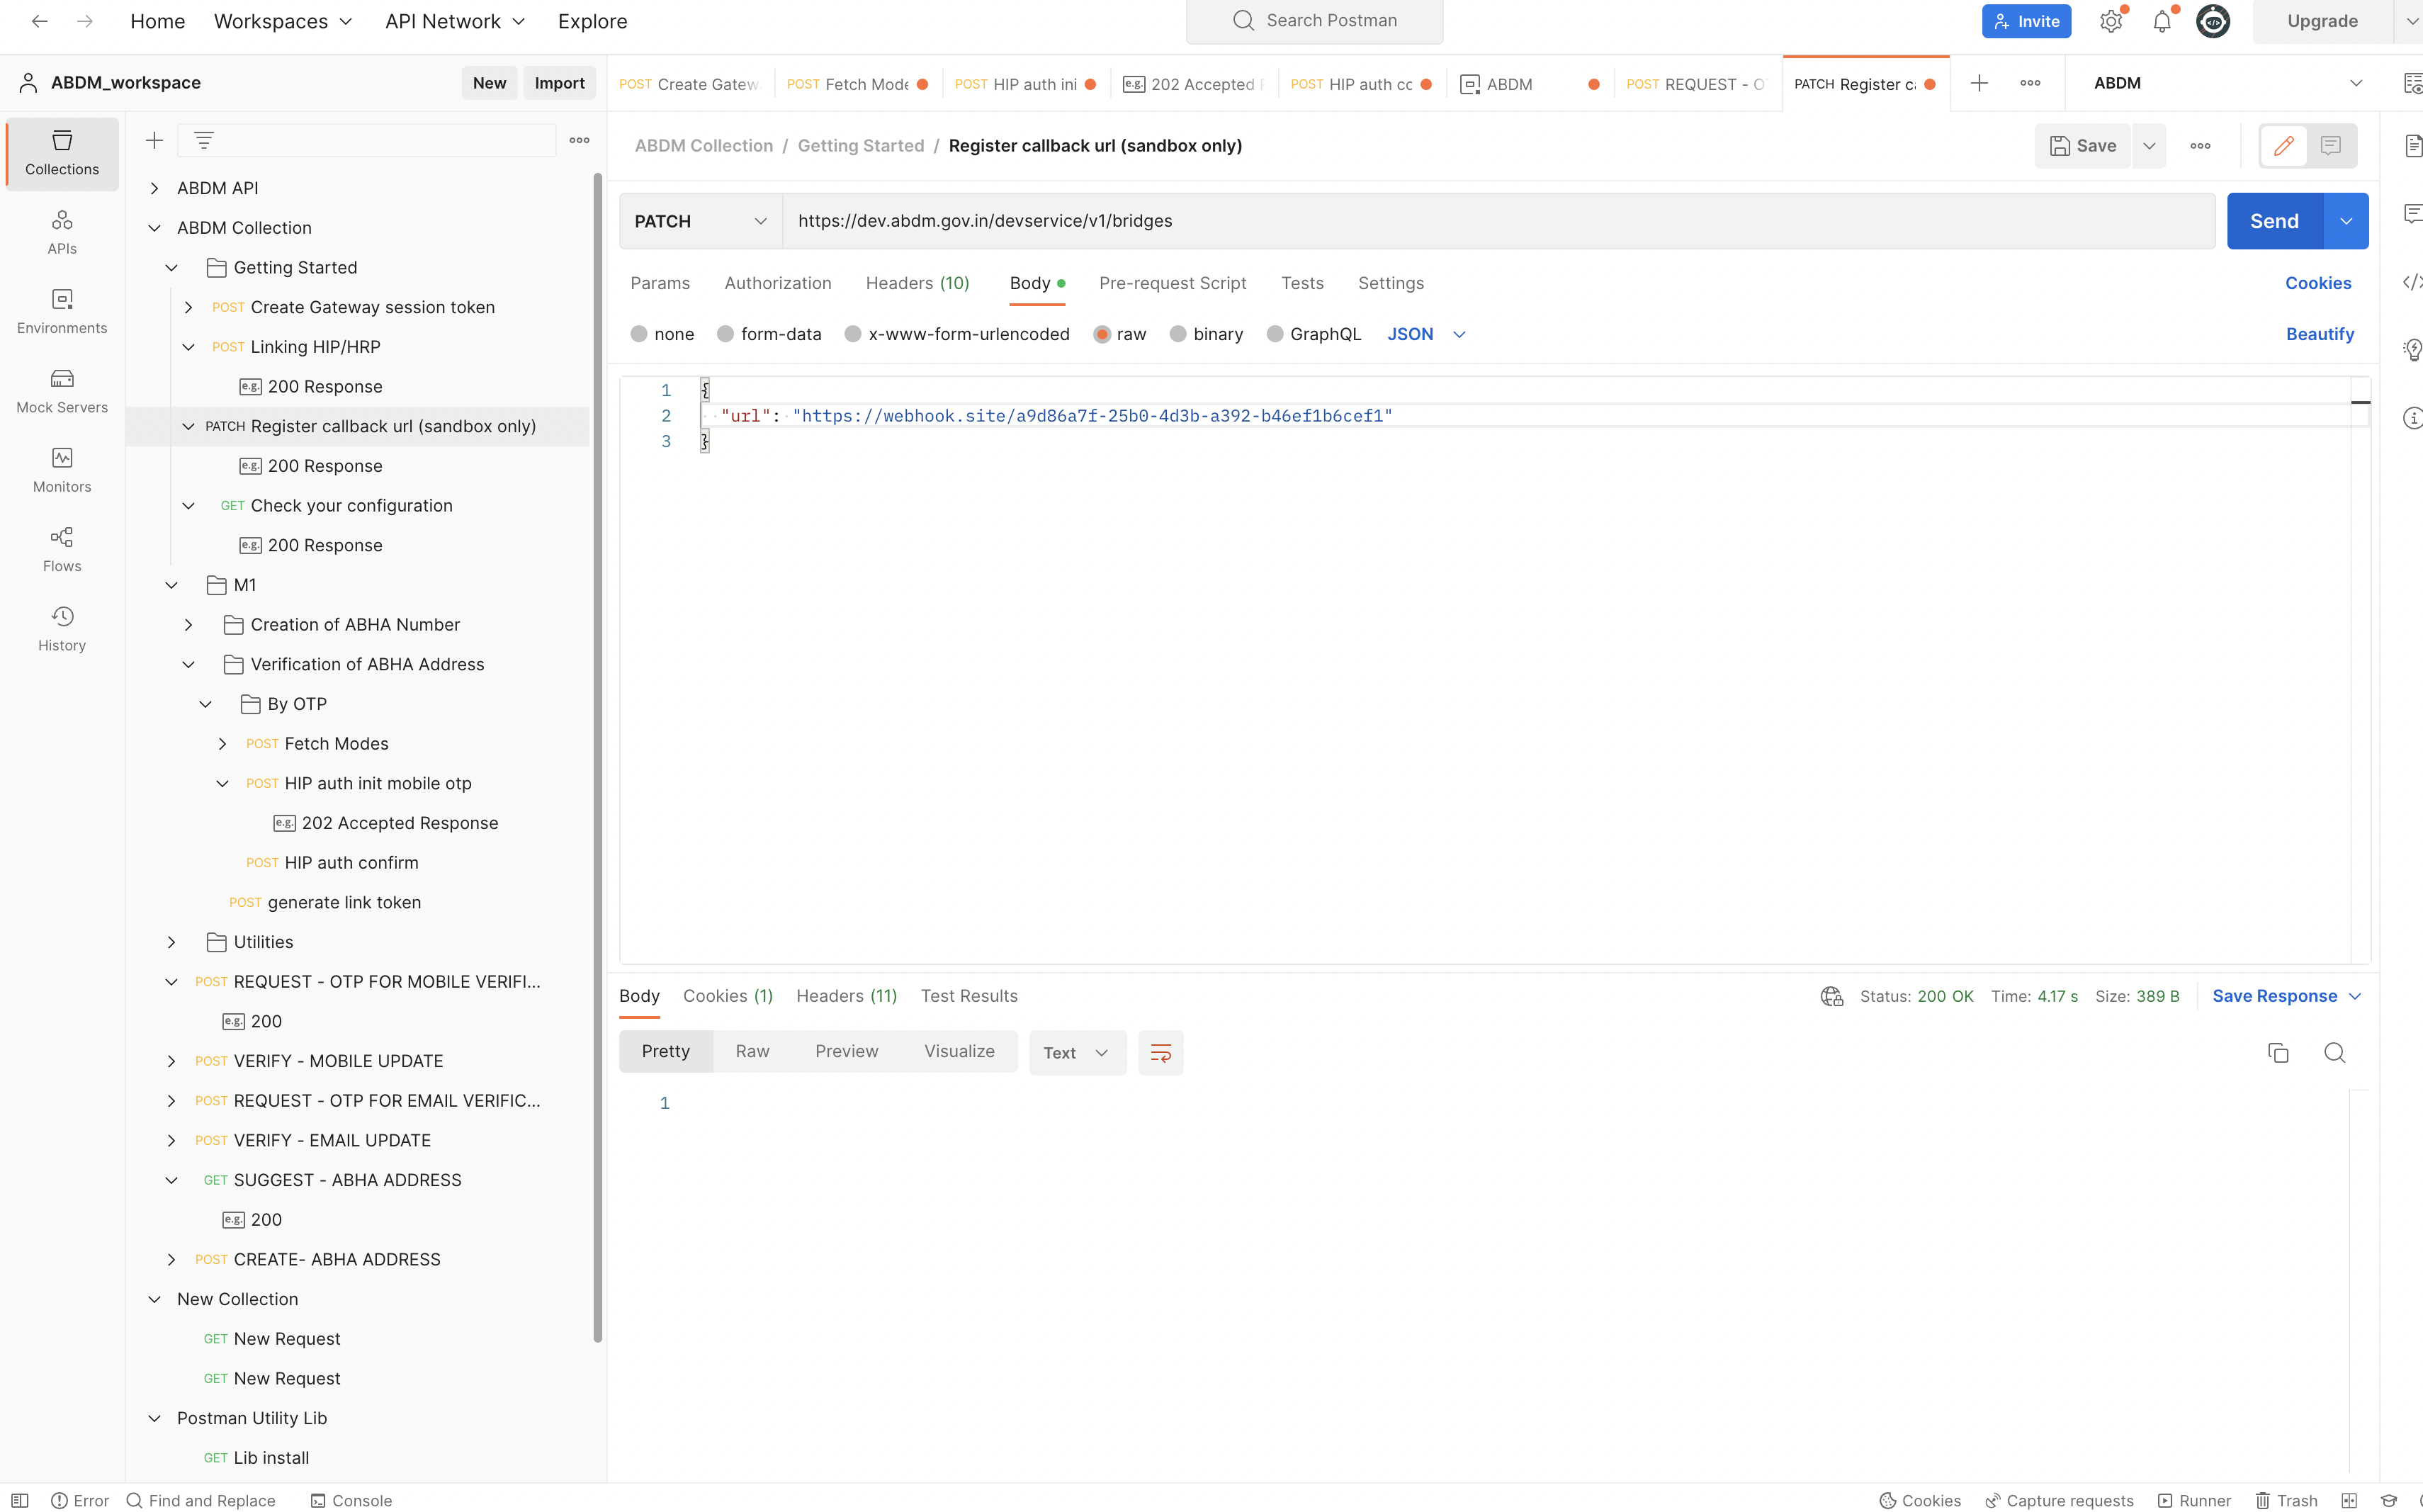 Home Workspaces API Network Explore Search Postman Invite Upgrade
ABDM_workspace New Import
POST Create Gatew POST Fetch Mode POST HIP auth ini e.g. 202 Accepted POST HIP auth cc ABDM POST REQUEST - O PATCH Register ABDM
Collections
APIs
Environments
Mock Servers
Monitors
Flows
History
ABDM API
ABDM Collection
Getting Started
POST Create Gateway session token
POST Linking HIP/HRP
e.g. 200 Response
PATCH Register callback url (sandbox only)
e.g. 200 Response
GET Check your configuration
e.g. 200 Response
M1
Creation of ABHA Number
Verification of ABHA Address
By OTP
POST Fetch Modes
POST HIP auth init mobile otp
e.g. 202 Accepted Response
POST HIP auth confirm
POST generate link token
Utilities
POST REQUEST - OTP FOR MOBILE VERIFI...
e.g. 200
POST VERIFY - MOBILE UPDATE
POST REQUEST - OTP FOR EMAIL VERIFIC...
POST VERIFY - EMAIL UPDATE
GET SUGGEST - ABHA ADDRESS
e.g. 200
POST CREATE- ABHA ADDRESS
New Collection
GET New Request
GET New Request
Postman Utility Lib
GET Lib install
ABDM Collection / Getting Started / Register callback url (sandbox only) Save
PATCH https://dev.abdm.gov.in/devservice/v1/bridges Send
Params Authorization Headers (10) Body Pre-request Script Tests Settings Cookies
none form-data x-www-form-urlencoded raw binary GraphQL JSON Beautify
1 {
2 "url": "https://webhook.site/a9d86a7f-25b0-4d3b-a392-b46ef1b6cef1"
3 }
Body Cookies (1) Headers (11) Test Results Status: 200 OK Time: 4.17 s Size: 389 B Save Response
Pretty Raw Preview Visualize Text
1
Error Find and Replace Console Cookies Capture requests Runner Trash